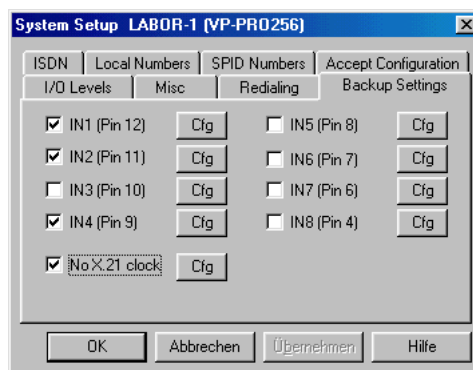 System Setup LABOR-1 (VP-PRO256)
ISDN Local Numbers SPID Numbers Accept Configuration
I/O Levels Misc Redialing Backup Settings
IN1 (Pin 12) Cfg IN5 (Pin 8) Cfg
IN2 (Pin 11) Cfg IN6 (Pin 7) Cfg
IN3 (Pin 10) Cfg IN7 (Pin 6) Cfg
IN4 (Pin 9) Cfg IN8 (Pin 4) Cfg
No X.21 clock Cfg
OK Abbrechen Übernehmen Hilfe